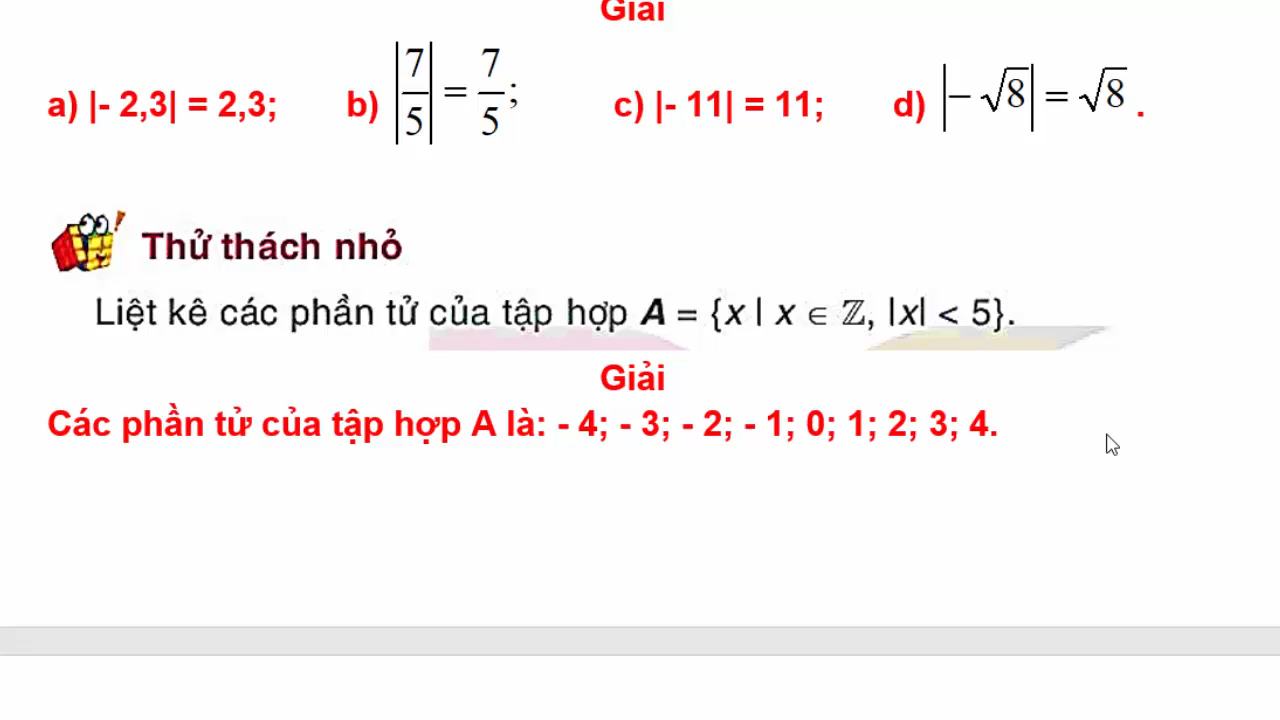 Giải
a) |- 2,3| = 2,3; b) |7/5| = 7/5; c) |- 11| = 11; d) |−√8| = √8 .
Thử thách nhỏ
Liệt kê các phần tử của tập hợp A = {x | x ∈ ℤ, |x| < 5}.
Giải
Các phần tử của tập hợp A là: - 4; - 3; - 2; - 1; 0; 1; 2; 3; 4.